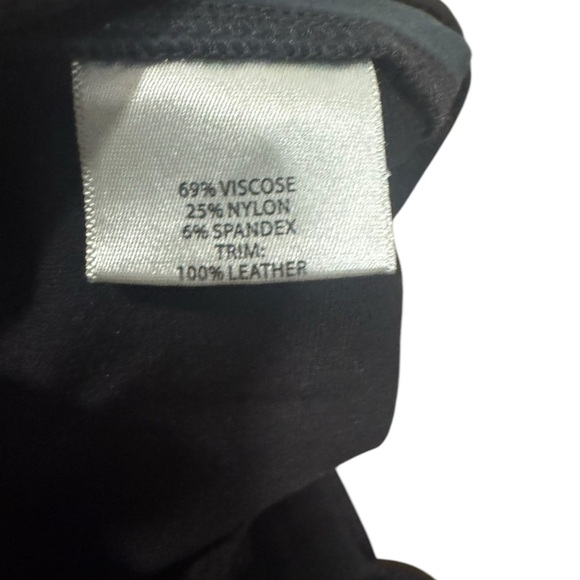 69% VISCOSE
25% NYLON
6% SPANDEX
TRIM:
100% LEATHER